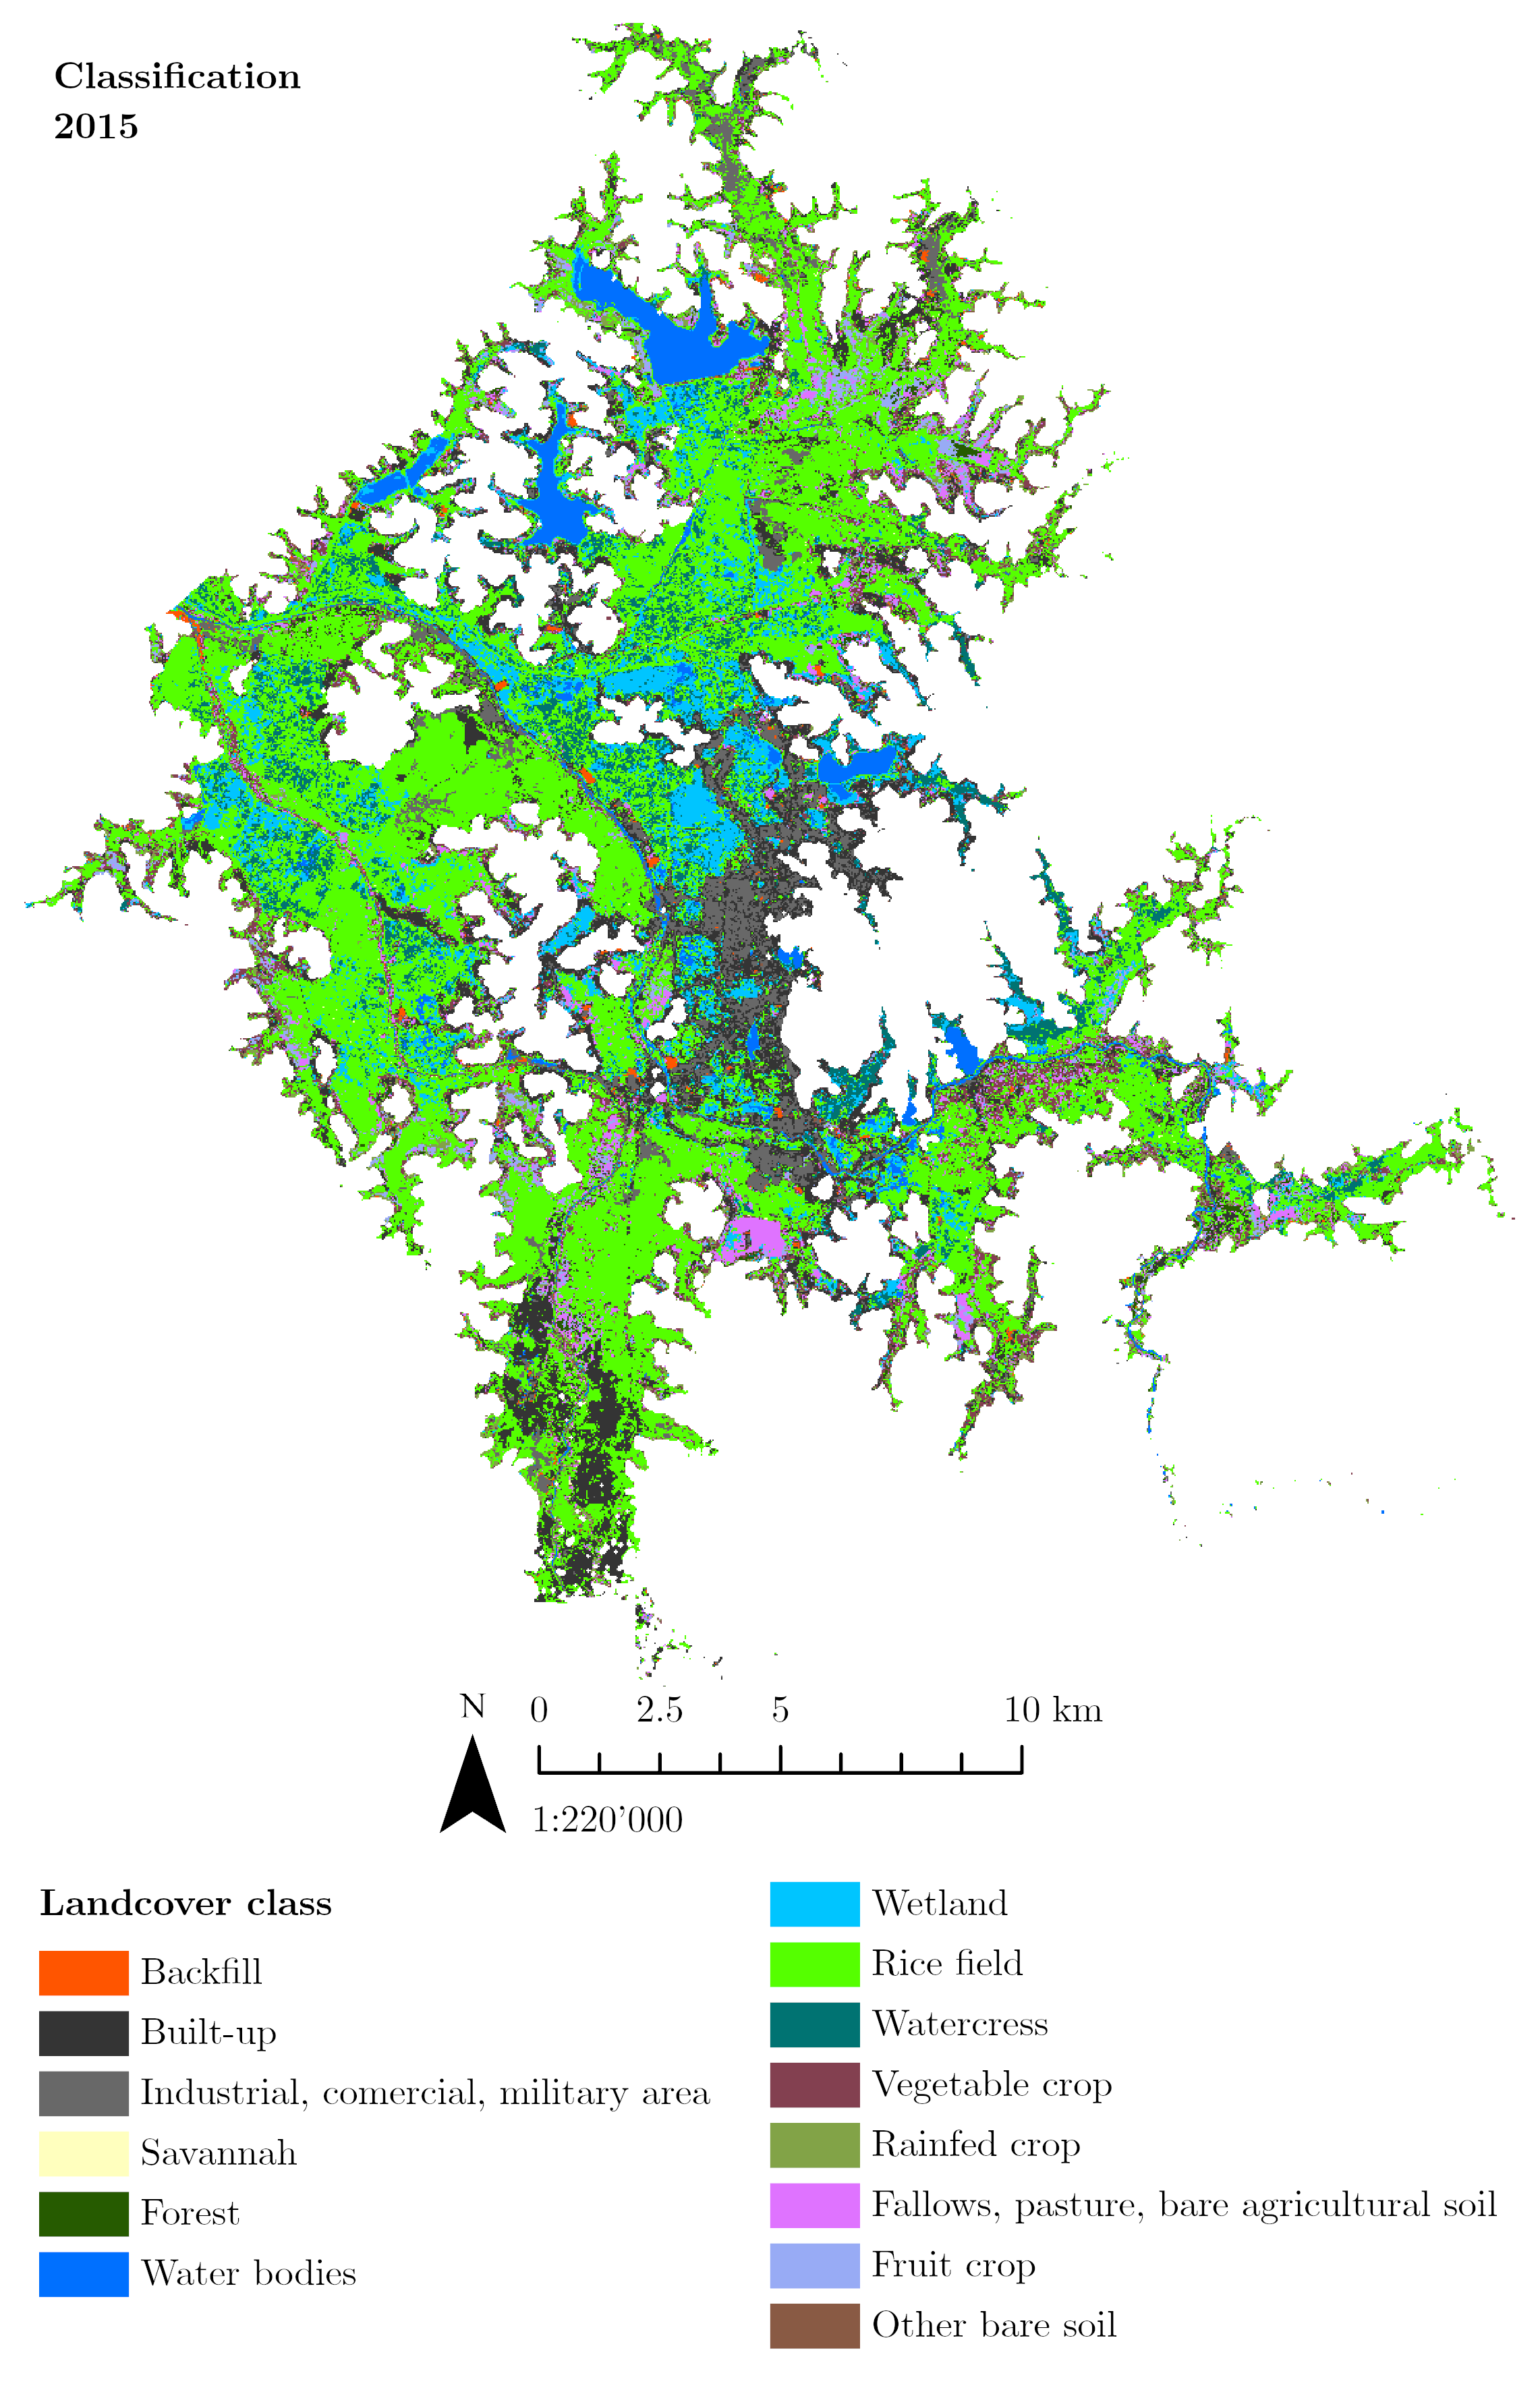 Classification
2015
N
0 2.5 5 10 km
1:220'000
Landcover class
Backfill
Built-up
Industrial, comercial, military area
Savannah
Forest
Water bodies
Wetland
Rice field
Watercress
Vegetable crop
Rainfed crop
Fallows, pasture, bare agricultural soil
Fruit crop
Other bare soil